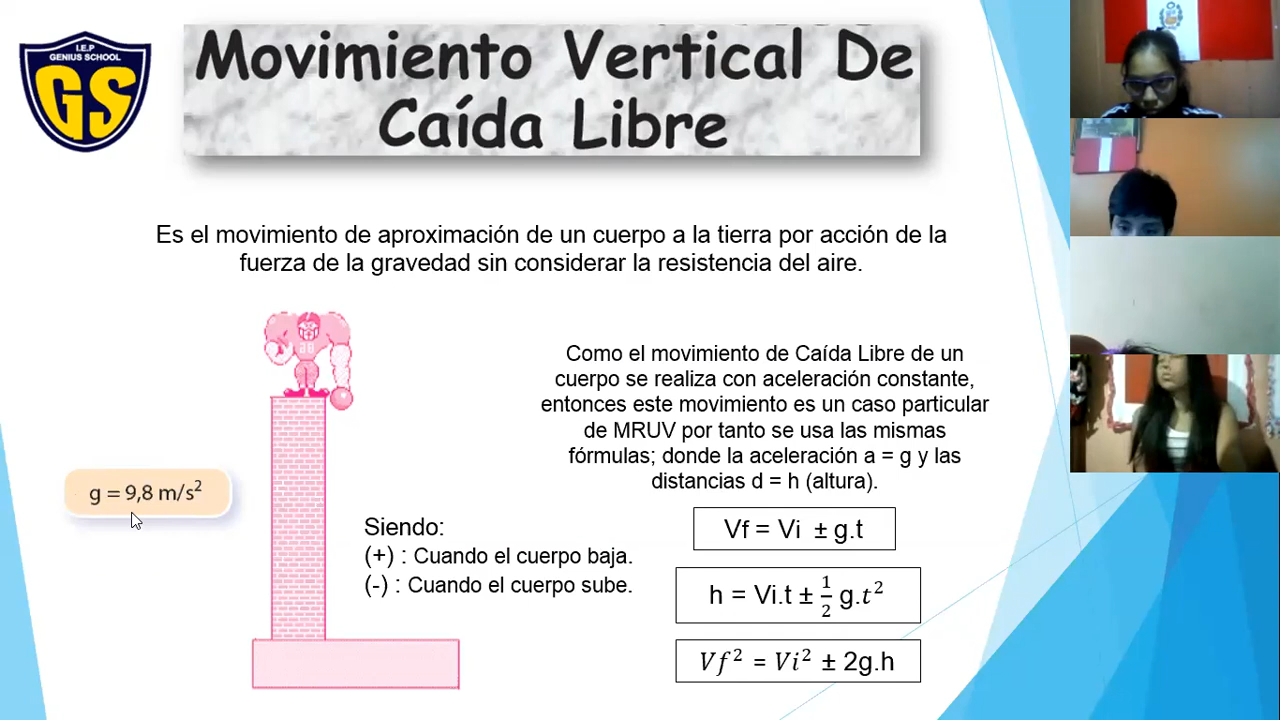 I.E.P
GENIUS SCHOOL
GS
Movimiento Vertical De
Caída Libre
Es el movimiento de aproximación de un cuerpo a la tierra por acción de la
fuerza de la gravedad sin considerar la resistencia del aire.
Como el movimiento de Caída Libre de un
cuerpo se realiza con aceleración constante,
entonces este movimiento es un caso particular
de MRUV por tanto se usa las mismas
fórmulas; donde la aceleración a = g y las
distancias d = h (altura).
g = 9,8 m/s²
Siendo:
(+) : Cuando el cuerpo baja.
(-) : Cuando el cuerpo sube.
Vf = Vi ± g.t
h = Vi.t ± 1/2 g.t²
Vf² = Vi² ± 2g.h